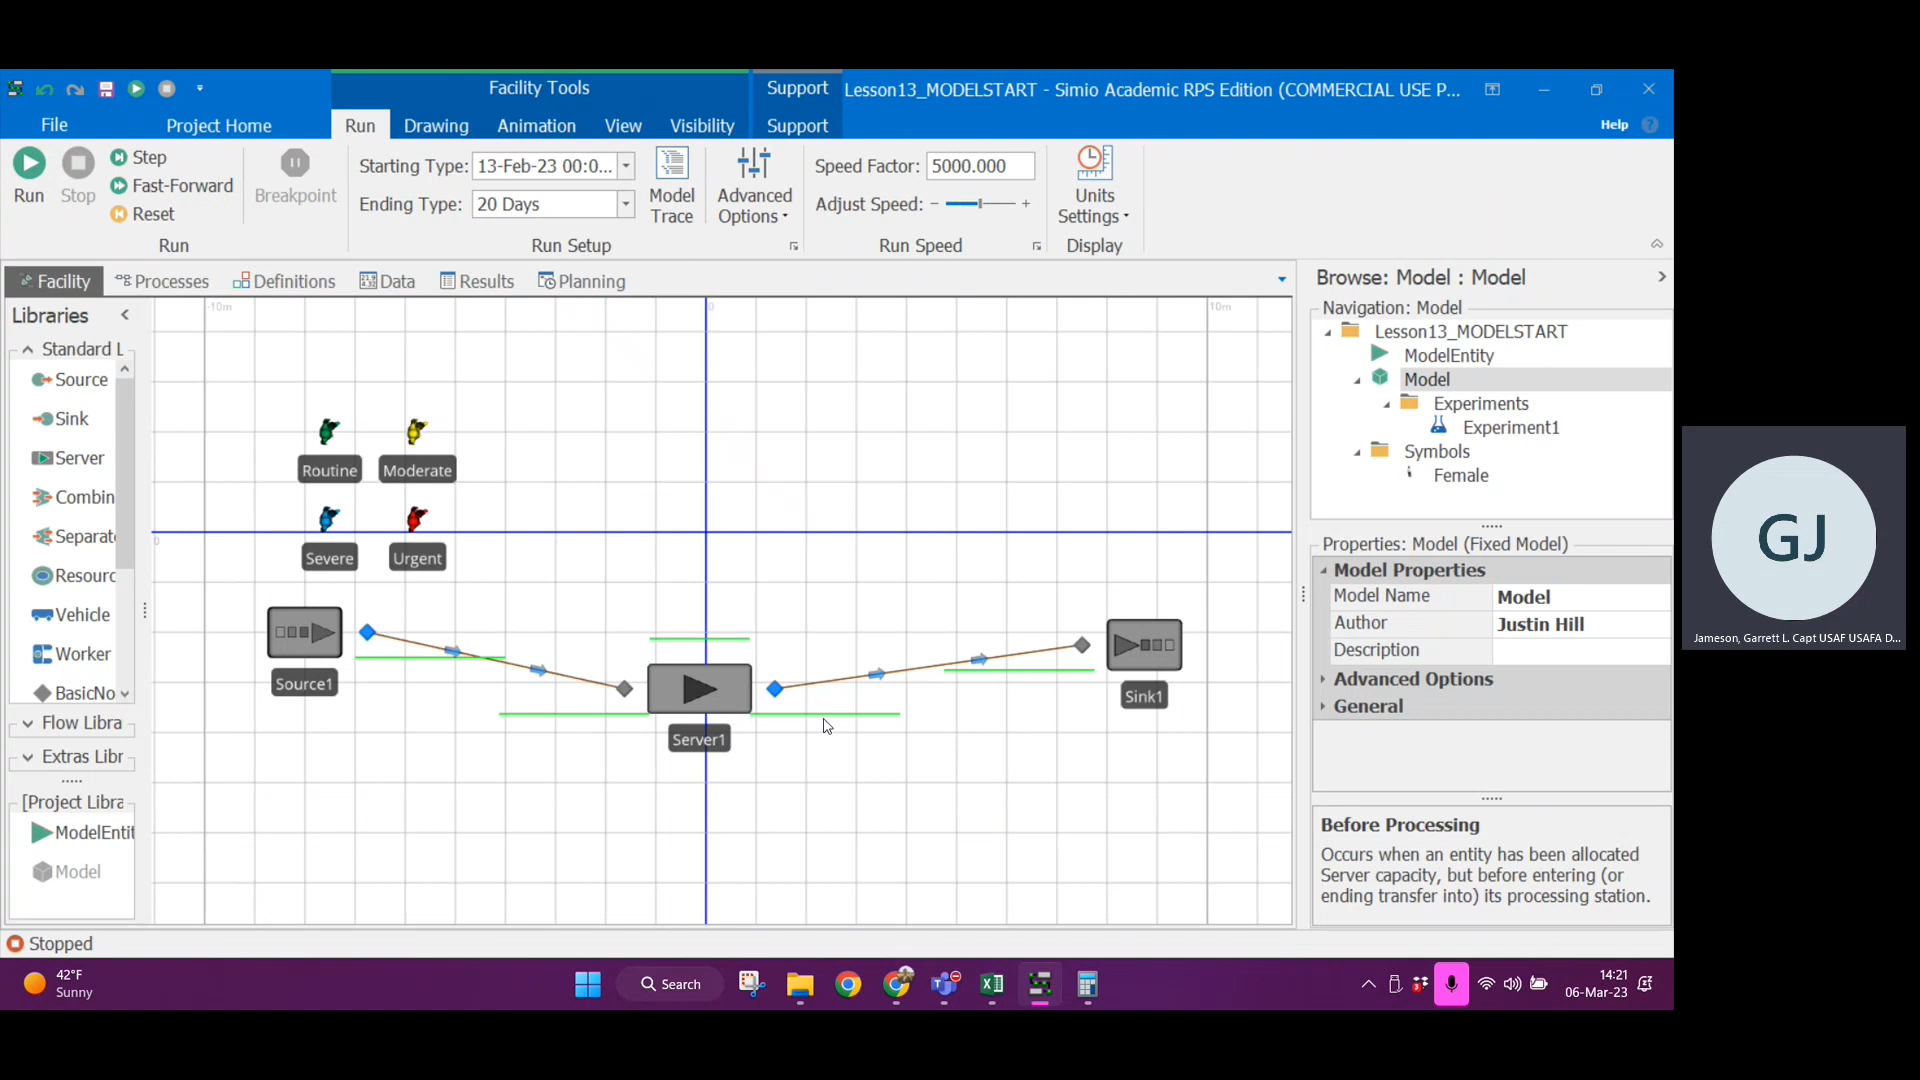 Facility Tools
Support
Lesson13_MODELSTART - Simio Academic RPS Edition (COMMERCIAL USE P...
File
Project Home
Run
Drawing
Animation
View
Visibility
Support
Help
Run
Stop
Step
Fast-Forward
Reset
Breakpoint
Starting Type:
13-Feb-23 00:0...
Ending Type:
20 Days
Model
Trace
Advanced
Options
Speed Factor:
5000.000
Adjust Speed:
Units
Settings
Run
Run Setup
Run Speed
Display
Facility
Processes
Definitions
Data
Results
Planning
Libraries
Standard L
Source
Sink
Server
Combin
Separat
Resourc
Vehicle
Worker
BasicNo
Flow Libra
Extras Libr
[Project Libra
ModelEntit
Model
-10m
0
10m
0
Routine
Moderate
Severe
Urgent
Source1
Server1
Sink1
Browse: Model : Model
Navigation: Model
Lesson13_MODELSTART
ModelEntity
Model
Experiments
Experiment1
Symbols
Female
Properties: Model (Fixed Model)
Model Properties
Model Name
Model
Author
Justin Hill
Description
Advanced Options
General
Before Processing
Occurs when an entity has been allocated
Server capacity, but before entering (or
ending transfer into) its processing station.
Stopped
42°F
Sunny
Search
14:21
06-Mar-23
GJ
Jameson, Garrett L. Capt USAF USAFA D...